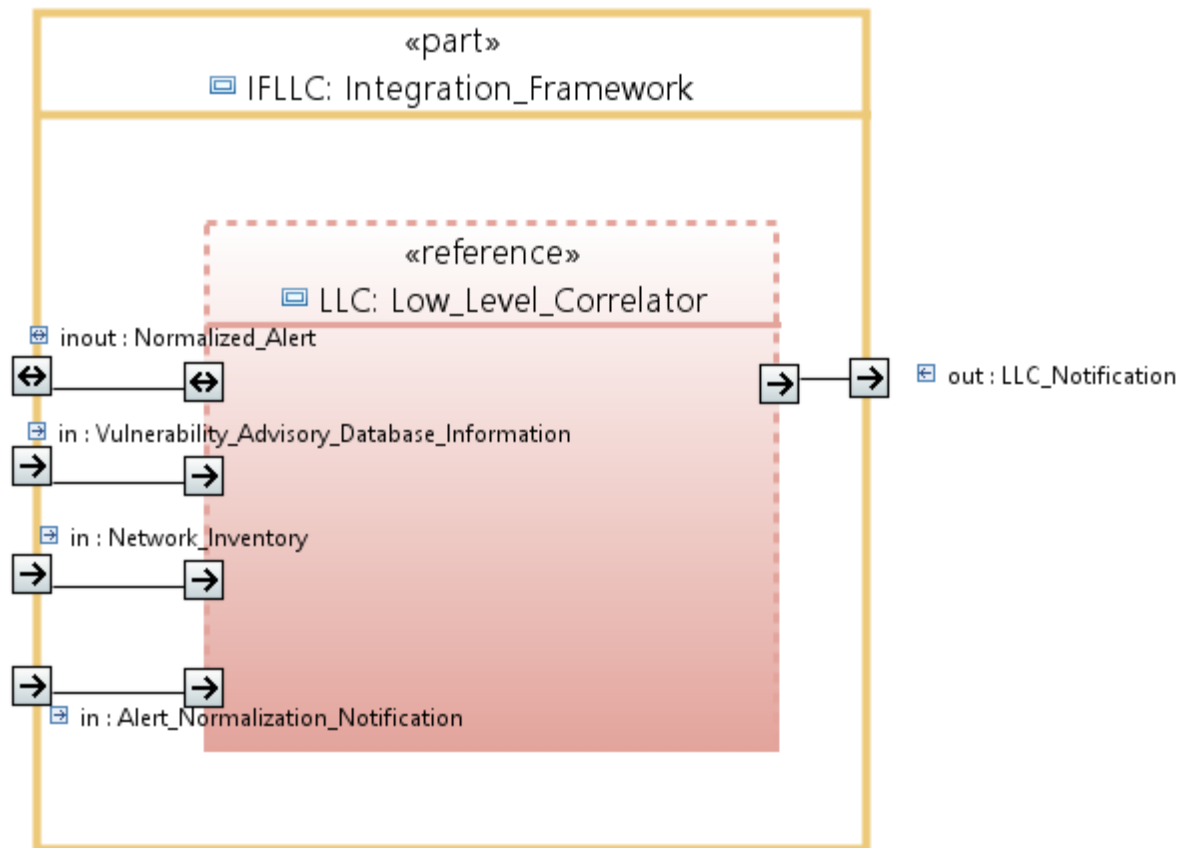 «part»
IFLLC: Integration_Framework
«reference»
LLC: Low_Level_Correlator
inout : Normalized_Alert
out : LLC_Notification
in : Vulnerability_Advisory_Database_Information
in : Network_Inventory
in : Alert_Normalization_Notification